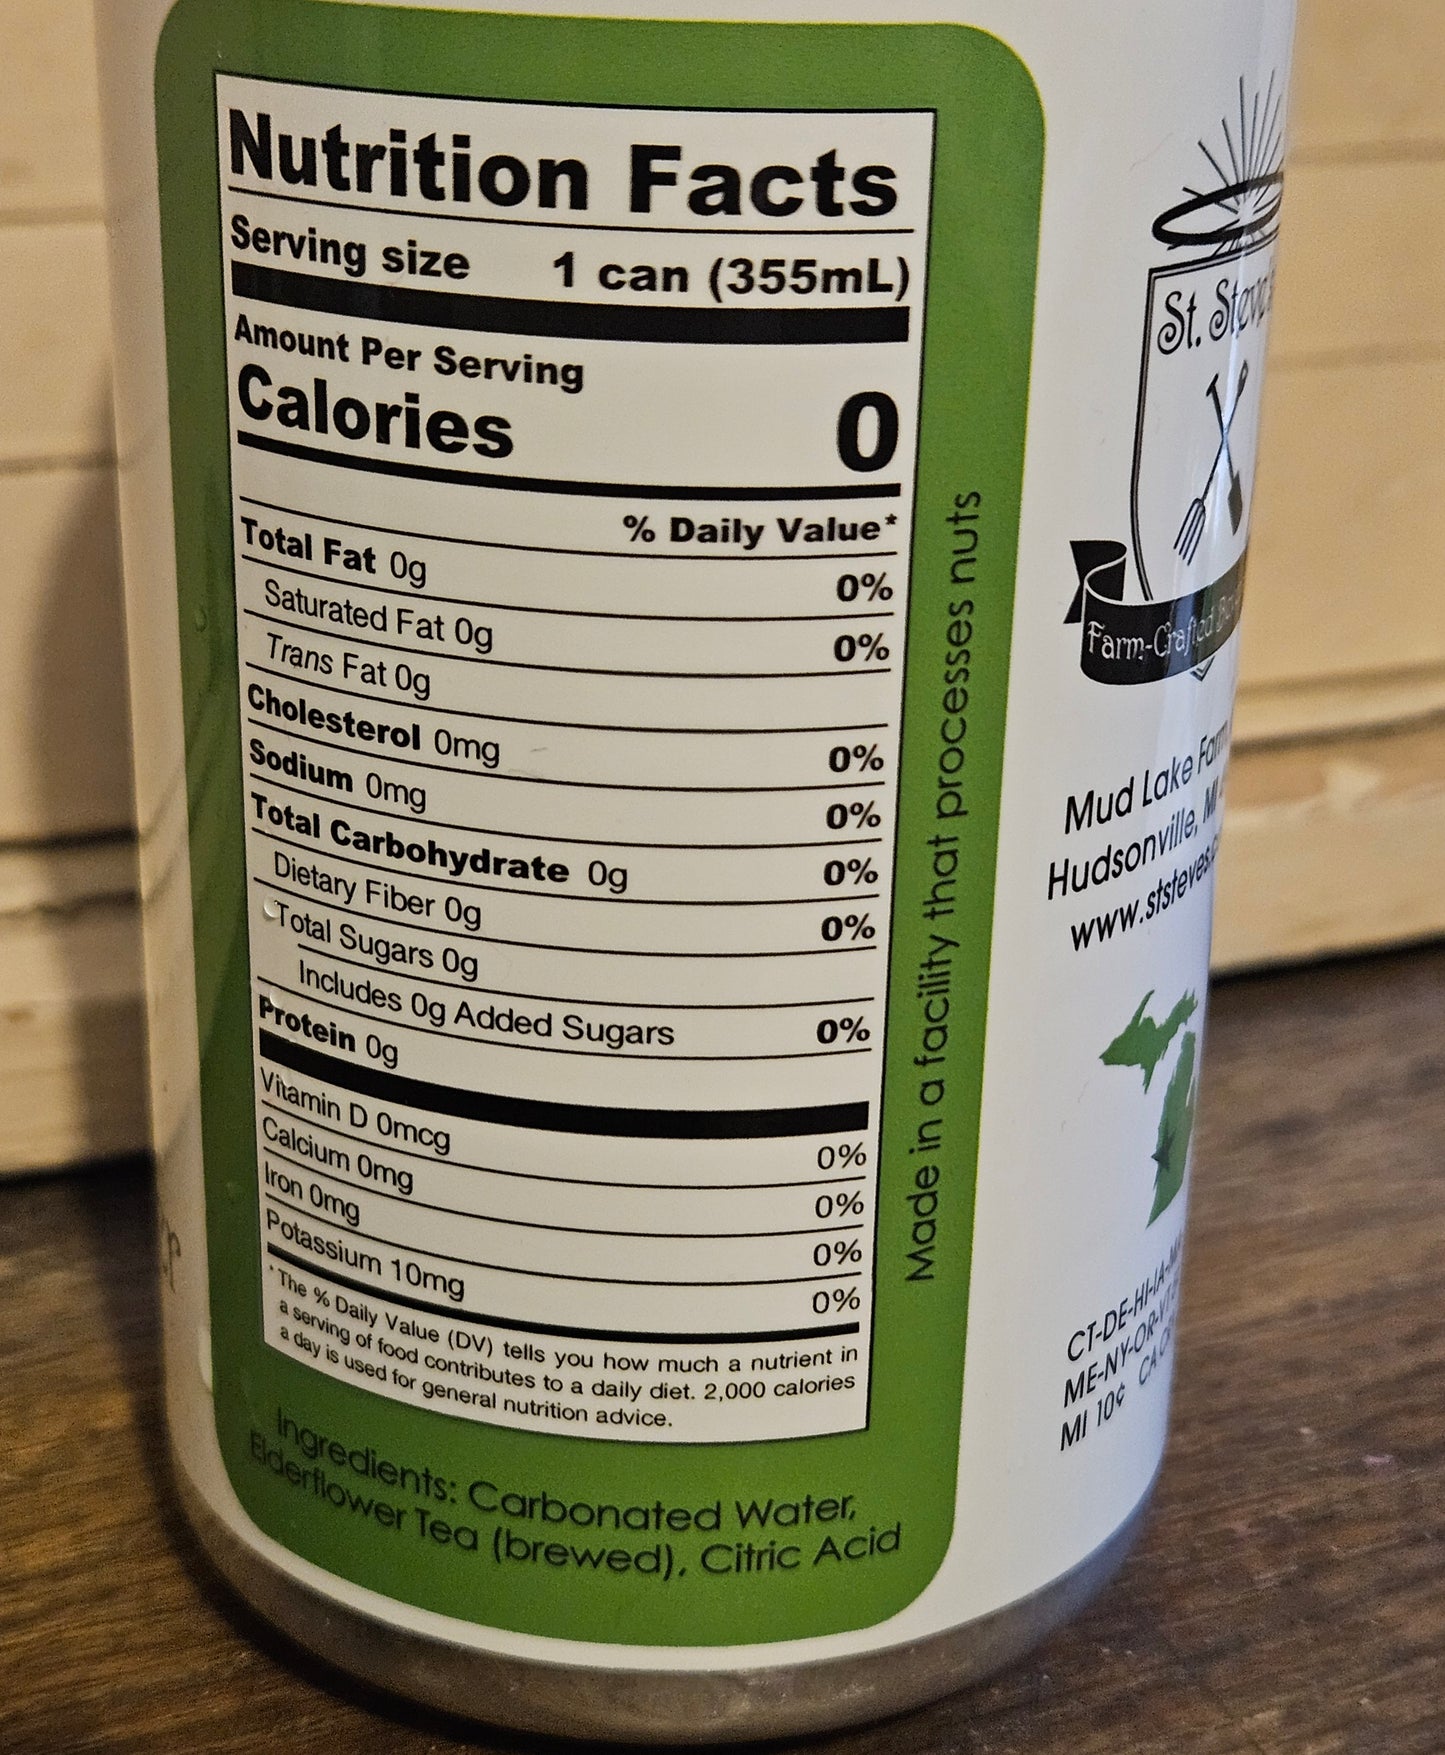 Nutrition Facts
Serving size 1 can (355mL)
Amount Per Serving
Calories 0
% Daily Value*
Total Fat 0g 0%
Saturated Fat 0g 0%
Trans Fat 0g
Cholesterol 0mg 0%
Sodium 0mg 0%
Total Carbohydrate 0g 0%
Dietary Fiber 0g 0%
Total Sugars 0g
Includes 0g Added Sugars 0%
Protein 0g
Vitamin D 0mcg 0%
Calcium 0mg 0%
Iron 0mg 0%
Potassium 10mg 0%
*The % Daily Value (DV) tells you how much a nutrient in
a serving of food contributes to a daily diet. 2,000 calories
a day is used for general nutrition advice.
Ingredients: Carbonated Water,
Elderflower Tea (brewed), Citric Acid
Made in a facility that processes nuts
St. Steve's
Farm-Crafted
Mud Lake Farm
Hudsonville, MI
www.ststeves.
CT-DE-HI-IA-
ME-NY-OR-VT
MI 10¢